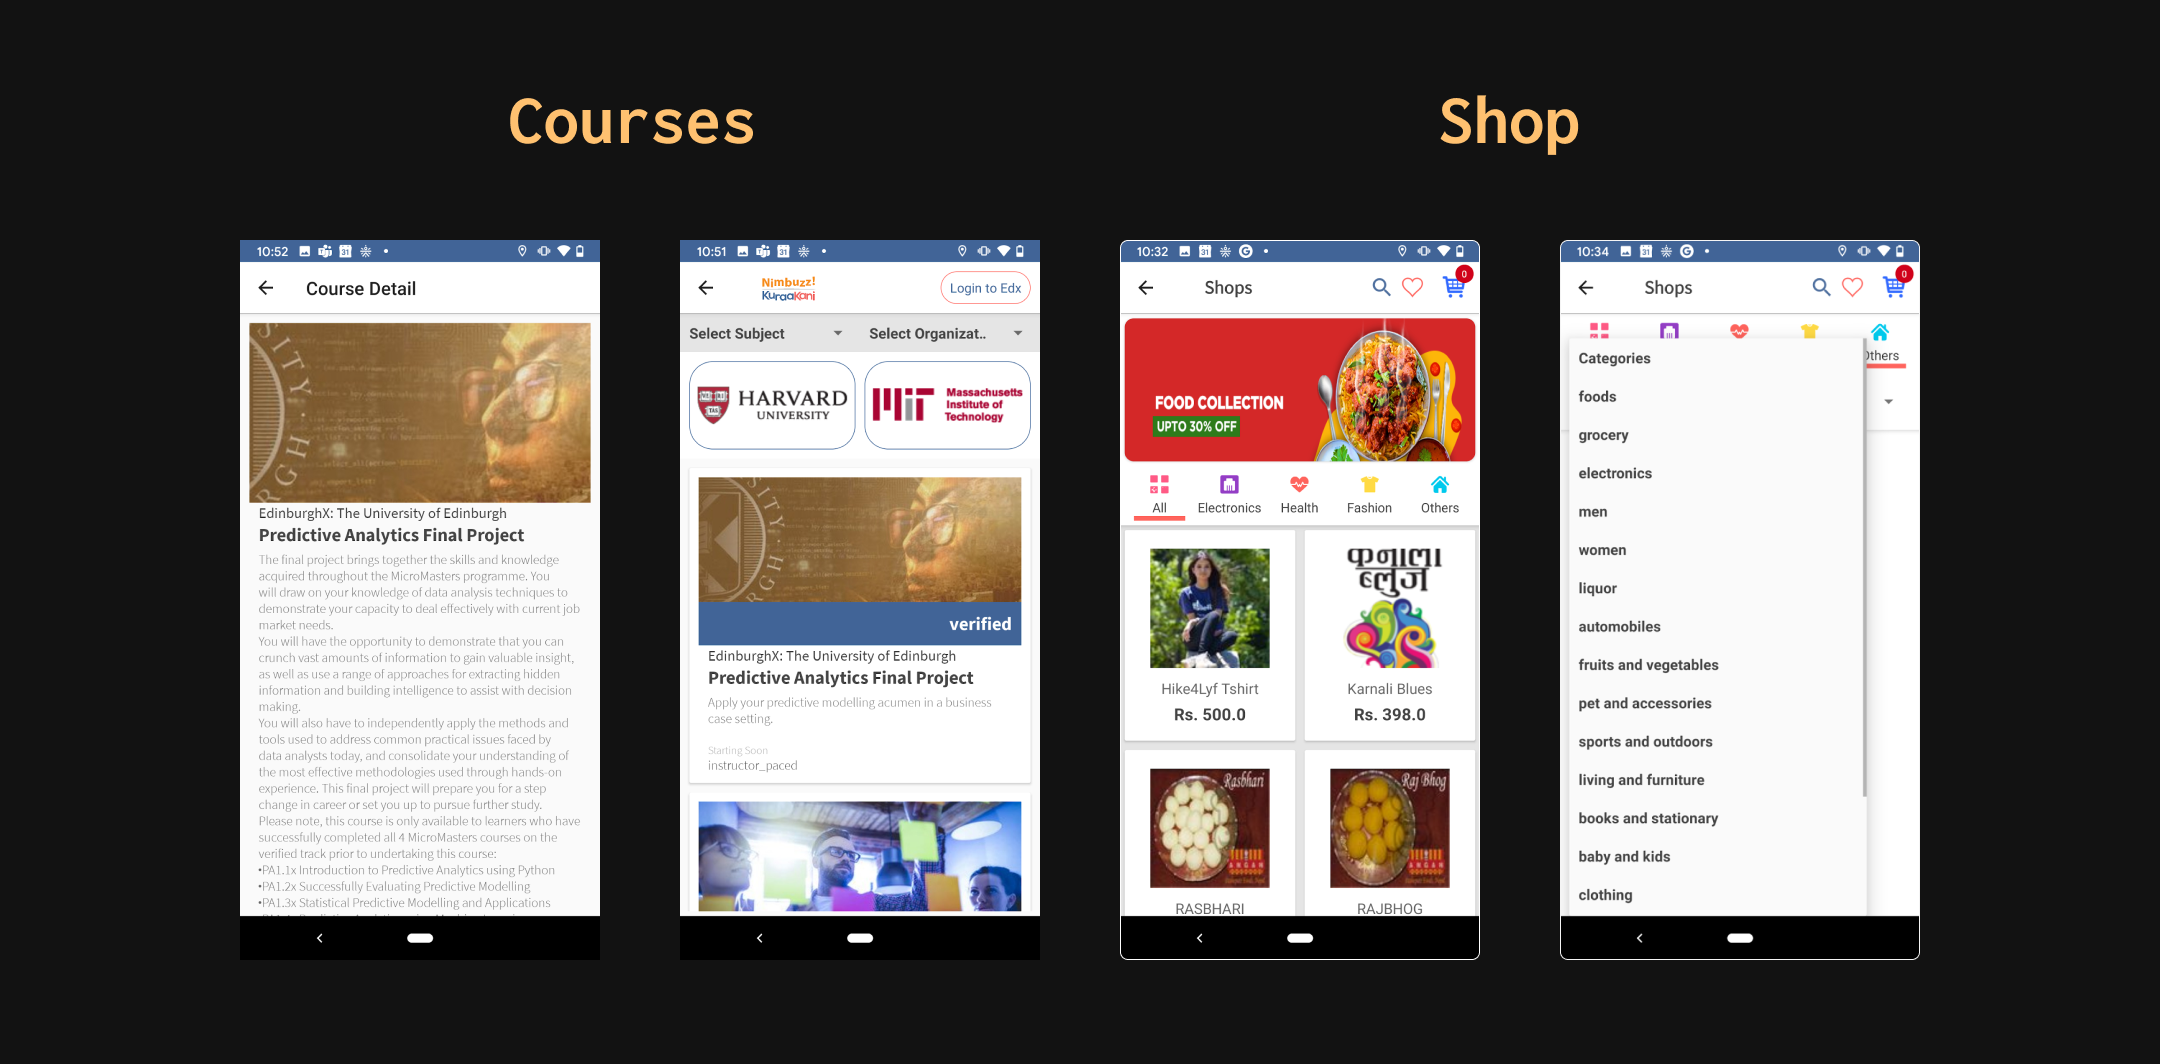 Courses
Shop
10:52
31
Course Detail
EdinburghX: The University of Edinburgh
Predictive Analytics Final Project
The final project brings together the skills and knowledge
acquired throughout the MicroMasters programme. You
will draw on your knowledge of data analysis techniques to
demonstrate your capacity to deal effectively with current job
market needs.
You will have the opportunity to demonstrate that you can
crunch vast amounts of information to gain valuable insight,
as well as use a range of approaches for extracting hidden
information and building intelligence to assist with decision
making.
You will also have to independently apply the methods and
tools used to address common practical issues faced by
data analysts today, and consolidate your understanding of
the most effective methodologies used through hands-on
experience. This final project will prepare you for a step
change in career or set you up to pursue further study.
Please note, this course is only available to learners who have
successfully completed all 4 MicroMasters courses on the
verified track prior to undertaking this course:
•PA1.1x Introduction to Predictive Analytics using Python
•PA1.2x Successfully Evaluating Predictive Modelling
•PA1.3x Statistical Predictive Modelling and Applications
10:51
31
Nimbuzz!
KuraaKani
Login to Edx
Select Subject
Select Organizat..
HARVARD
UNIVERSITY
MIT
Massachusetts
Institute of
Technology
verified
EdinburghX: The University of Edinburgh
Predictive Analytics Final Project
Apply your predictive modelling acumen in a business
case setting.
Starting Soon
instructor_paced
10:32
31
G
Shops
0
FOOD COLLECTION
UPTO 30% OFF
All
Electronics
Health
Fashion
Others
कर्नाली
ब्लुज
Hike4Lyf Tshirt
Rs. 500.0
Karnali Blues
Rs. 398.0
Rasbhari
Raj Bhog
RASBHARI
RAJBHOG
10:34
31
G
Shops
0
Others
Categories
foods
grocery
electronics
men
women
liquor
automobiles
fruits and vegetables
pet and accessories
sports and outdoors
living and furniture
books and stationary
baby and kids
clothing